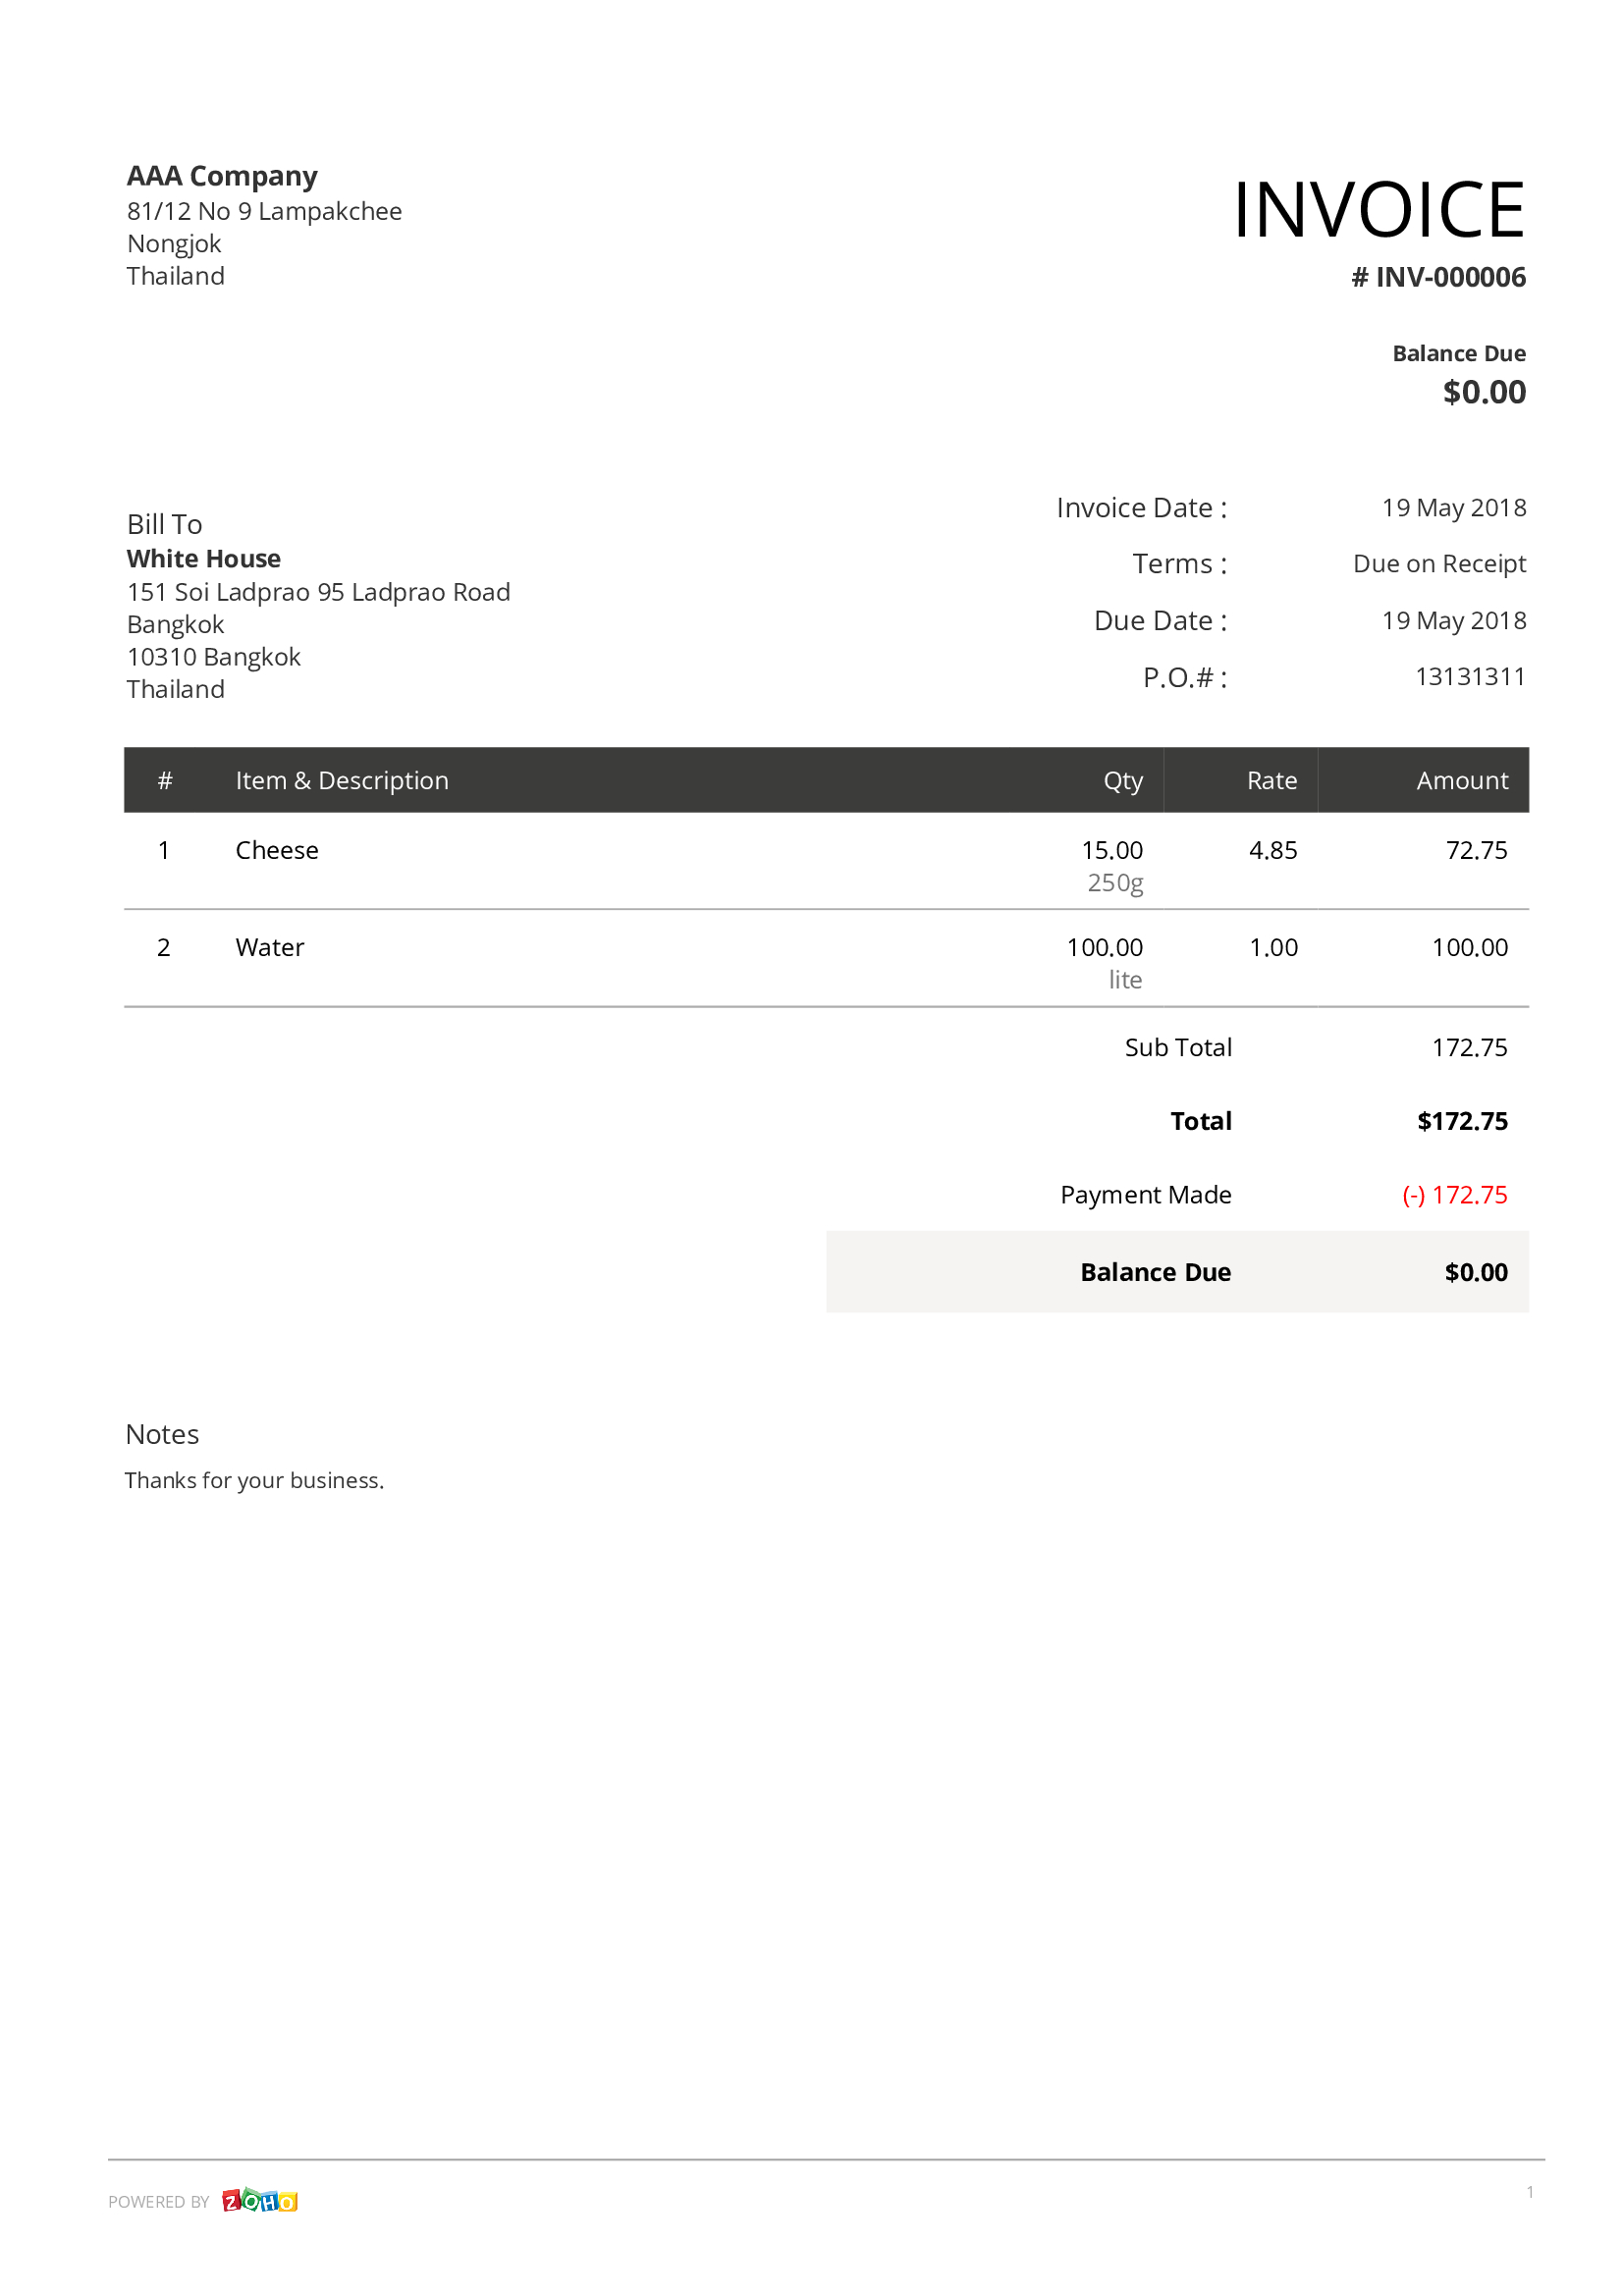 AAA Company
81/12 No 9 Lampakchee
Nongjok
Thailand
INVOICE
# INV-000006
Balance Due
$0.00
Bill To
White House
151 Soi Ladprao 95 Ladprao Road
Bangkok
10310 Bangkok
Thailand
Invoice Date : 19 May 2018
Terms : Due on Receipt
Due Date : 19 May 2018
P.O.# : 13131311
# Item & Description Qty Rate Amount
1 Cheese 15.00 4.85 72.75
250g
2 Water 100.00 1.00 100.00
lite
Sub Total 172.75
Total $172.75
Payment Made (-) 172.75
Balance Due $0.00
Notes
Thanks for your business.
POWERED BY ZOHO 1